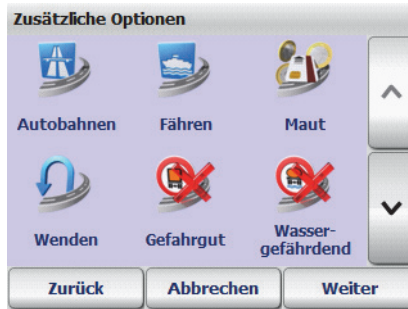 Zusätzliche Optionen
Autobahnen Fähren Maut
Wenden Gefahrgut Wasser-
gefährdend
Zurück Abbrechen Weiter